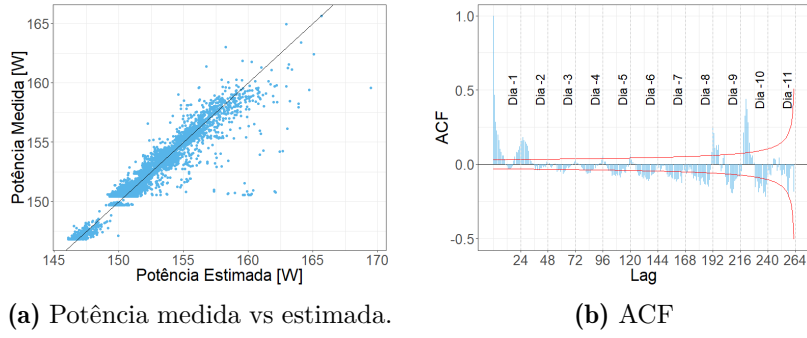 Potência Medida [W]
165
160
155
150
145
150
155
160
165
170
Potência Estimada [W]
(a) Potência medida vs estimada.
ACF
1.0
0.5
0.0
-0.5
Dia -1
Dia -2
Dia -3
Dia -4
Dia -5
Dia -6
Dia -7
Dia -8
Dia -9
Dia -10
Dia -11
24 48 72 96 120 144 168 192 216 240 264
Lag
(b) ACF